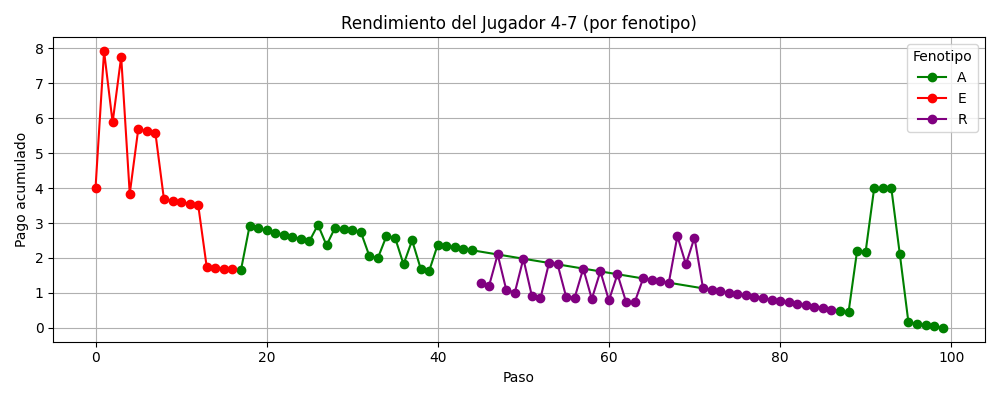 Rendimiento del Jugador 4-7 (por fenotipo)
Pago acumulado
8
7
6
5
4
3
2
1
0
Fenotipo
A
E
R
0 20 40 60 80 100
Paso